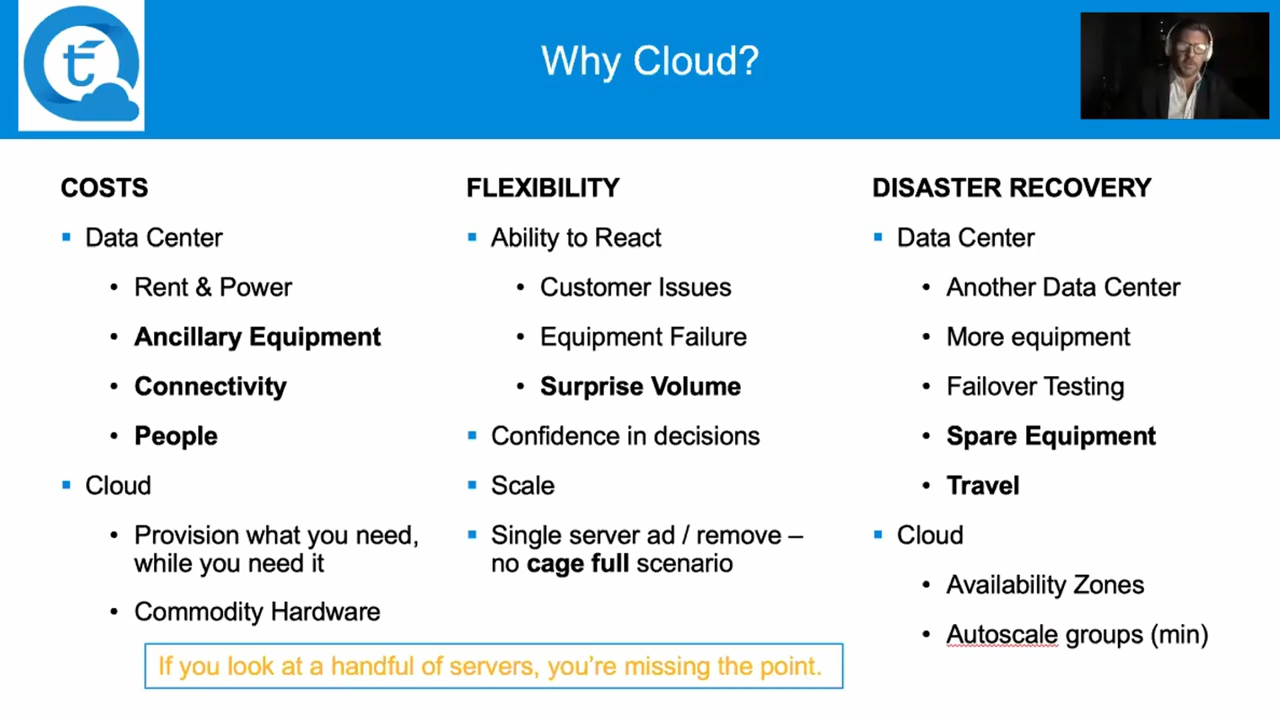 Why Cloud?
COSTS
Data Center
Rent & Power
Ancillary Equipment
Connectivity
People
Cloud
Provision what you need,
while you need it
Commodity Hardware
FLEXIBILITY
Ability to React
Customer Issues
Equipment Failure
Surprise Volume
Confidence in decisions
Scale
Single server ad / remove –
no cage full scenario
DISASTER RECOVERY
Data Center
Another Data Center
More equipment
Failover Testing
Spare Equipment
Travel
Cloud
Availability Zones
Autoscale groups (min)
If you look at a handful of servers, you're missing the point.